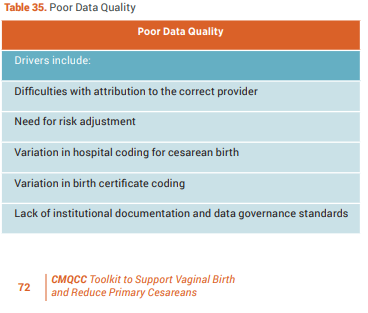 Table 35. Poor Data Quality
Poor Data Quality
Drivers include:
Difficulties with attribution to the correct provider
Need for risk adjustment
Variation in hospital coding for cesarean birth
Variation in birth certificate coding
Lack of institutional documentation and data governance standards
72
CMQCC Toolkit to Support Vaginal Birth
and Reduce Primary Cesareans